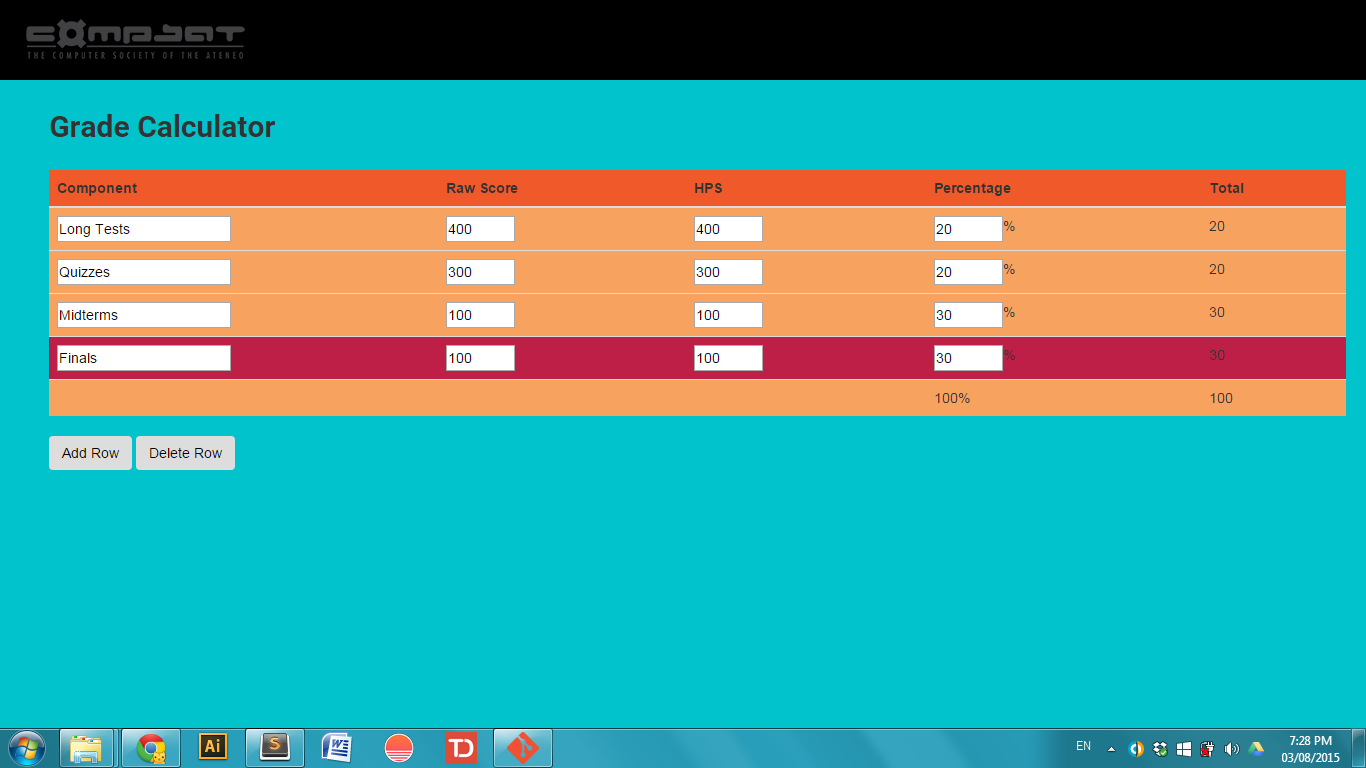 compsat
THE COMPUTER SOCIETY OF THE ATENEO
Grade Calculator
Component Raw Score HPS Percentage Total
Long Tests 400 400 20 % 20
Quizzes 300 300 20 % 20
Midterms 100 100 30 % 30
Finals 100 100 30 % 30
100% 100
Add Row Delete Row
Ai S W TD EN 7:28 PM
03/08/2015